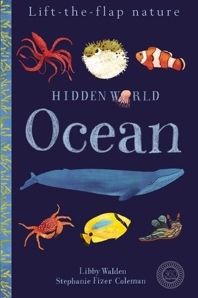 Lift-the-flap nature
HIDDEN WORLD
Ocean
Libby Walden
Stephanie Fizer Coleman